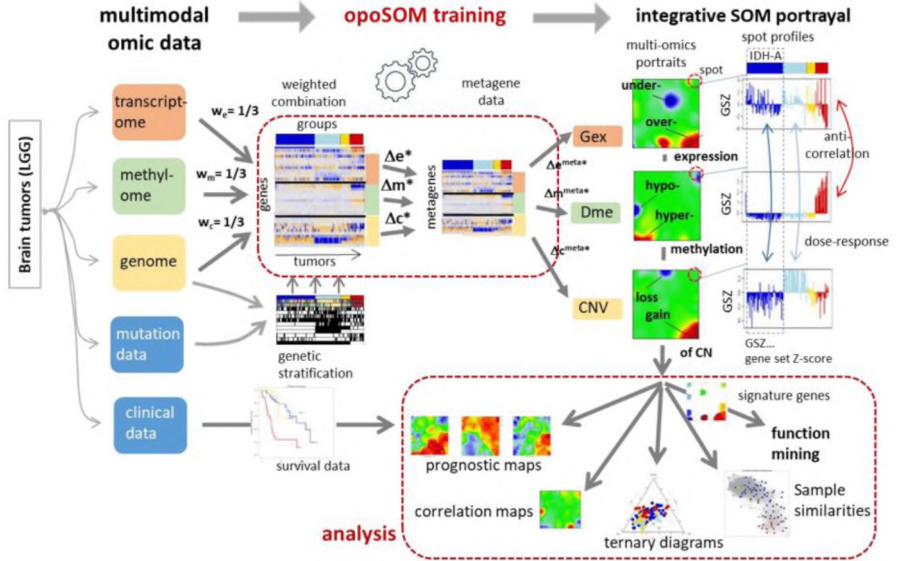 multimodal
omic data
opoSOM training
integrative SOM portrayal
Brain tumors (LGG)
transcript-
ome
methyl-
ome
genome
mutation
data
clinical
data
wₑ= 1/3
wₘ= 1/3
w꜀= 1/3
weighted
combination
groups
genes
tumors
Δe*
Δm*
Δc*
metagene
data
metagenes
Δeᵐᵉᵗᵃ*
Δmᵐᵉᵗᵃ*
Δcᵐᵉᵗᵃ*
Gex
Dme
CNV
multi-omics
portraits
spot
under-
over-
expression
hypo-
hyper-
methylation
loss
gain
of CN
spot profiles
IDH-A
GSZ
GSZ
GSZ
anti-
correlation
dose-response
GSZ...
gene set Z-score
genetic
stratification
survival data
analysis
prognostic maps
correlation maps
ternary diagrams
signature genes
function
mining
Sample
similarities